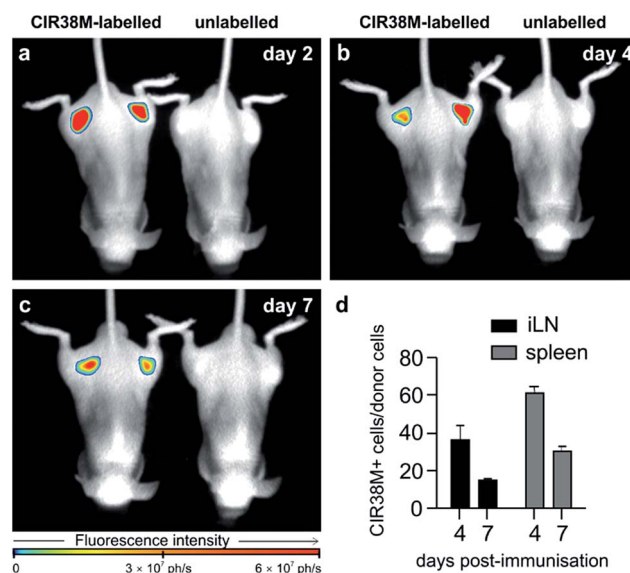 CIR38M-labelled unlabelled CIR38M-labelled unlabelled
a day 2 b day 4
c day 7 d
iLN
spleen
CIR38M+ cells/donor cells
80
60
40
20
0
4 7 4 7
days post-immunisation
Fluorescence intensity
0 3 × 10⁷ ph/s 6 × 10⁷ ph/s